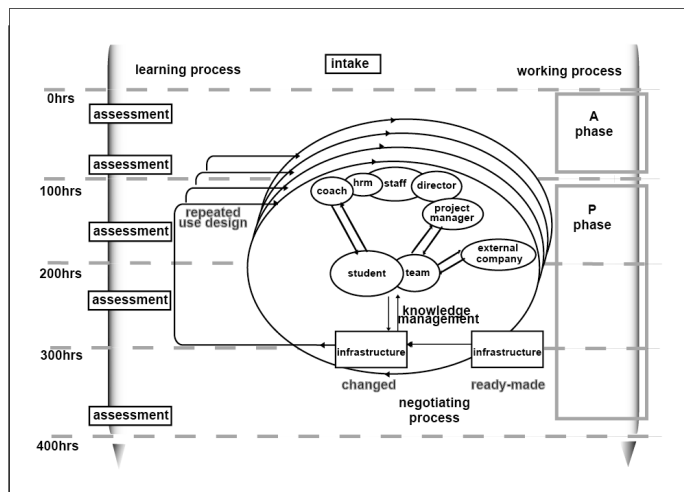 intake
learning process
working process
0hrs
assessment
A
phase
assessment
100hrs
coach
hrm
staff
director
project
manager
P
phase
repeated
use design
assessment
external
company
200hrs
student
team
assessment
knowledge
management
300hrs
infrastructure
infrastructure
changed
ready-made
negotiating
process
assessment
400hrs